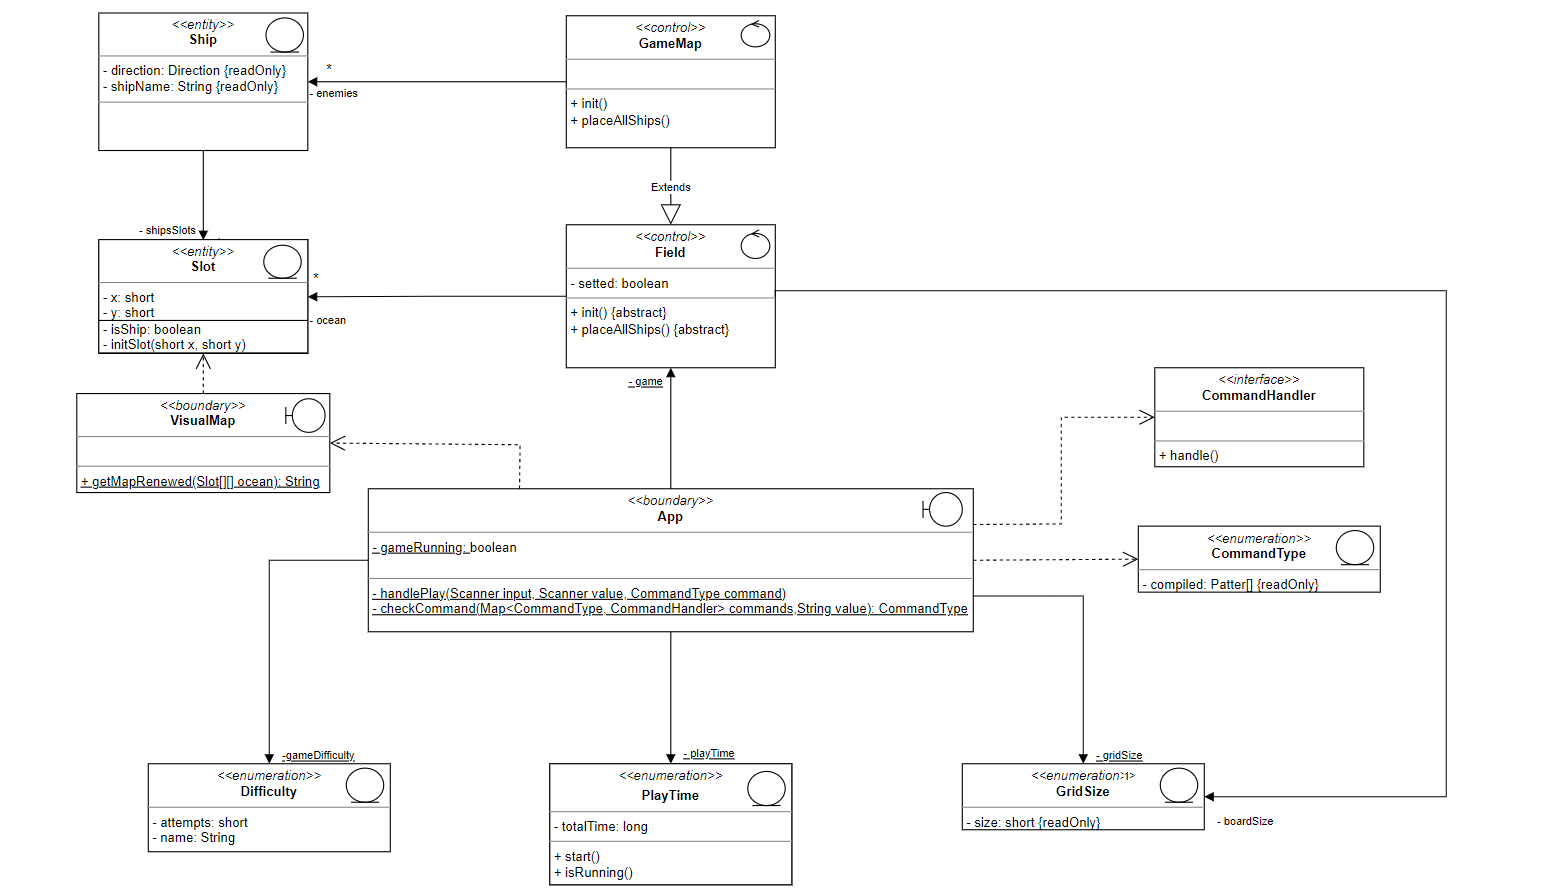 <<entity>>
Ship
- direction: Direction {readOnly}
- shipName: String {readOnly}
*
- enemies
<<control>>
GameMap
+ init()
+ placeAllShips()
Extends
- shipsSlots
<<entity>>
Slot
- x: short
- y: short
- isShip: boolean
- initSlot(short x, short y)
*
- ocean
<<control>>
Field
- setted: boolean
+ init() {abstract}
+ placeAllShips() {abstract}
- game
<<boundary>>
VisualMap
+ getMapRenewed(Slot[][] ocean): String
<<interface>>
CommandHandler
+ handle()
<<boundary>>
App
- gameRunning: boolean
- handlePlay(Scanner input, Scanner value, CommandType command)
- checkCommand(Map<CommandType, CommandHandler> commands,String value): CommandType
<<enumeration>>
CommandType
- compiled: Patter[] {readOnly}
-gameDifficulty
<<enumeration>>
Difficulty
- attempts: short
- name: String
- playTime
<<enumeration>>
PlayTime
- totalTime: long
+ start()
+ isRunning()
- gridSize
<<enumeration>>
1
GridSize
- size: short {readOnly}
- boardSize